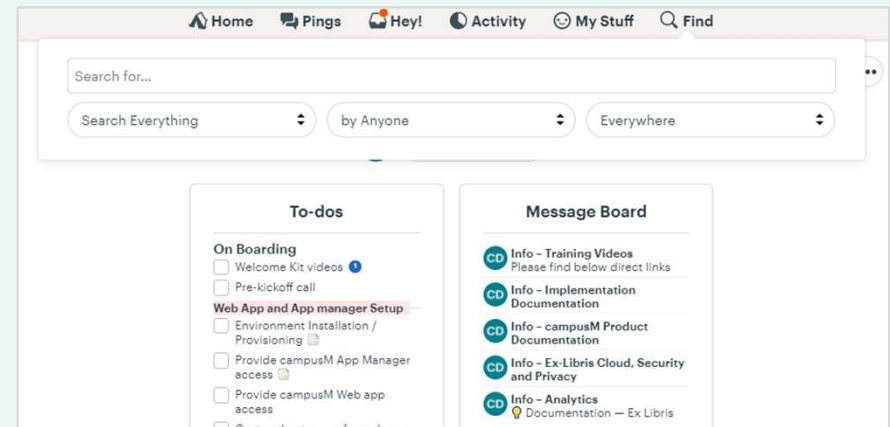 Home Pings Hey! Activity My Stuff Find
Search for...
Search Everything by Anyone Everywhere
To-dos
On Boarding
Welcome Kit videos 1
Pre-kickoff call
Web App and App manager Setup
Environment Installation /
Provisioning
Provide campusM App Manager
access
Provide campusM Web app
access
Message Board
CD Info – Training Videos
Please find below direct links
CD Info – Implementation
Documentation
CD Info – campusM Product
Documentation
CD Info – Ex-Libris Cloud, Security
and Privacy
CD Info – Analytics
Documentation — Ex Libris